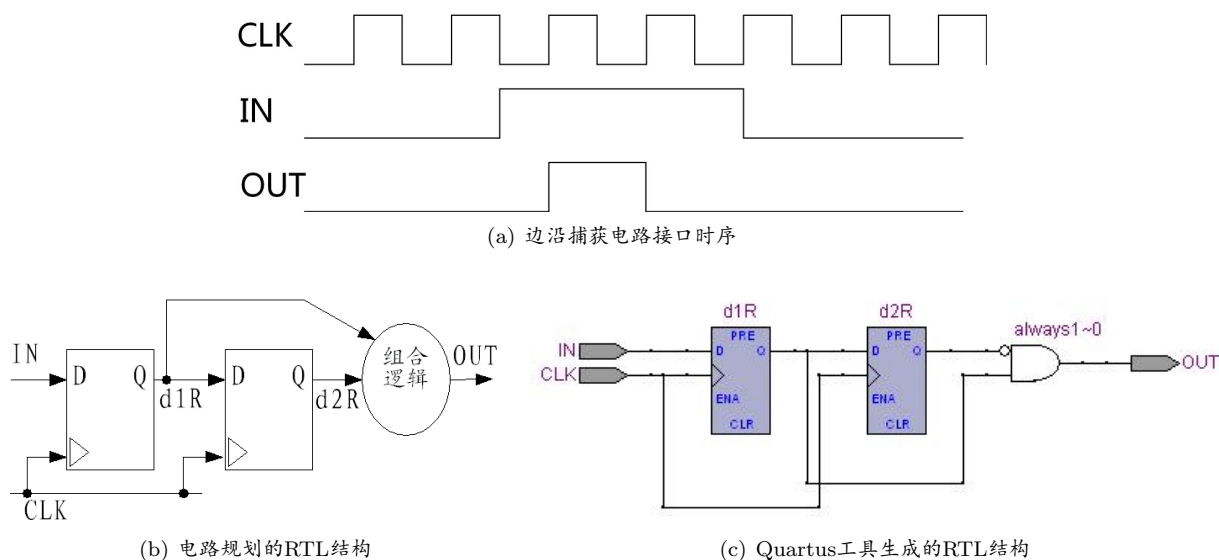 CLK
IN
OUT
(a) 边沿捕获电路接口时序
IN
D
Q
d1R
D
Q
d2R
组合
逻辑
OUT
CLK
(b) 电路规划的RTL结构
d1R
d2R
always1~0
IN
CLK
PRE
D
Q
ENA
CLR
PRE
D
Q
ENA
CLR
OUT
(c) Quartus工具生成的RTL结构